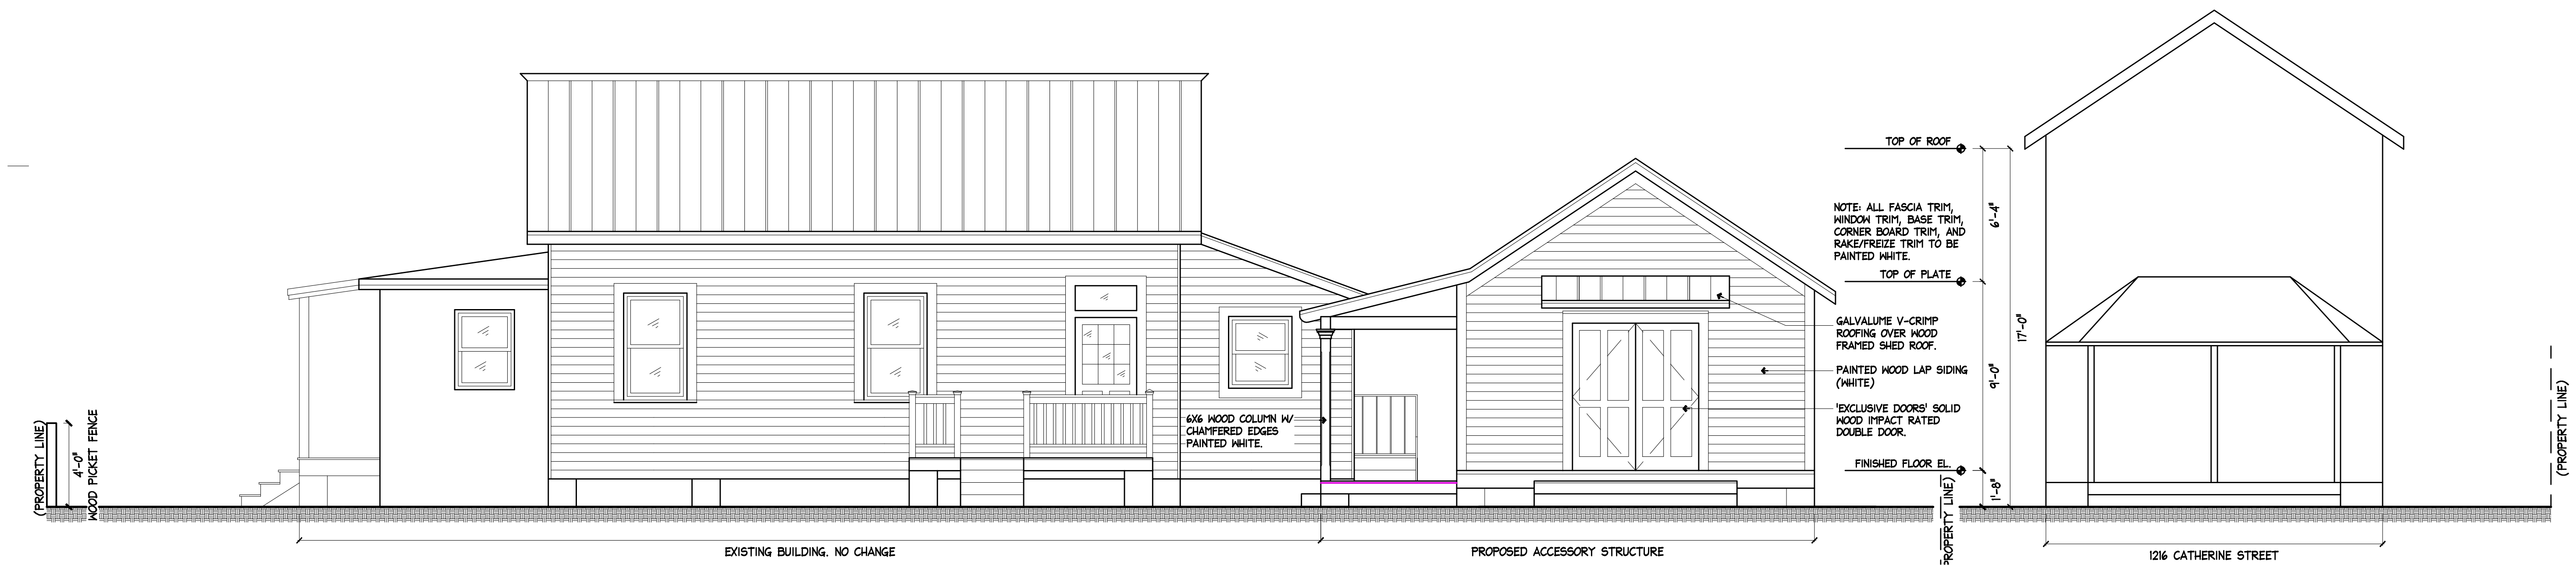 (PROPERTY LINE)
4'-0"
WOOD PICKET FENCE
EXISTING BUILDING. NO CHANGE
6X6 WOOD COLUMN W/
CHAMFERED EDGES
PAINTED WHITE.
PROPOSED ACCESSORY STRUCTURE
TOP OF ROOF
NOTE: ALL FASCIA TRIM,
WINDOW TRIM, BASE TRIM,
CORNER BOARD TRIM, AND
RAKE/FREIZE TRIM TO BE
PAINTED WHITE.
TOP OF PLATE
GALVALUME V-CRIMP
ROOFING OVER WOOD
FRAMED SHED ROOF.
PAINTED WOOD LAP SIDING
(WHITE)
'EXCLUSIVE DOORS' SOLID
WOOD IMPACT RATED
DOUBLE DOOR.
FINISHED FLOOR EL.
6'-4"
9'-0"
1'-8"
17'-0"
PROPERTY LINE)
1216 CATHERINE STREET
(PROPERTY LINE)